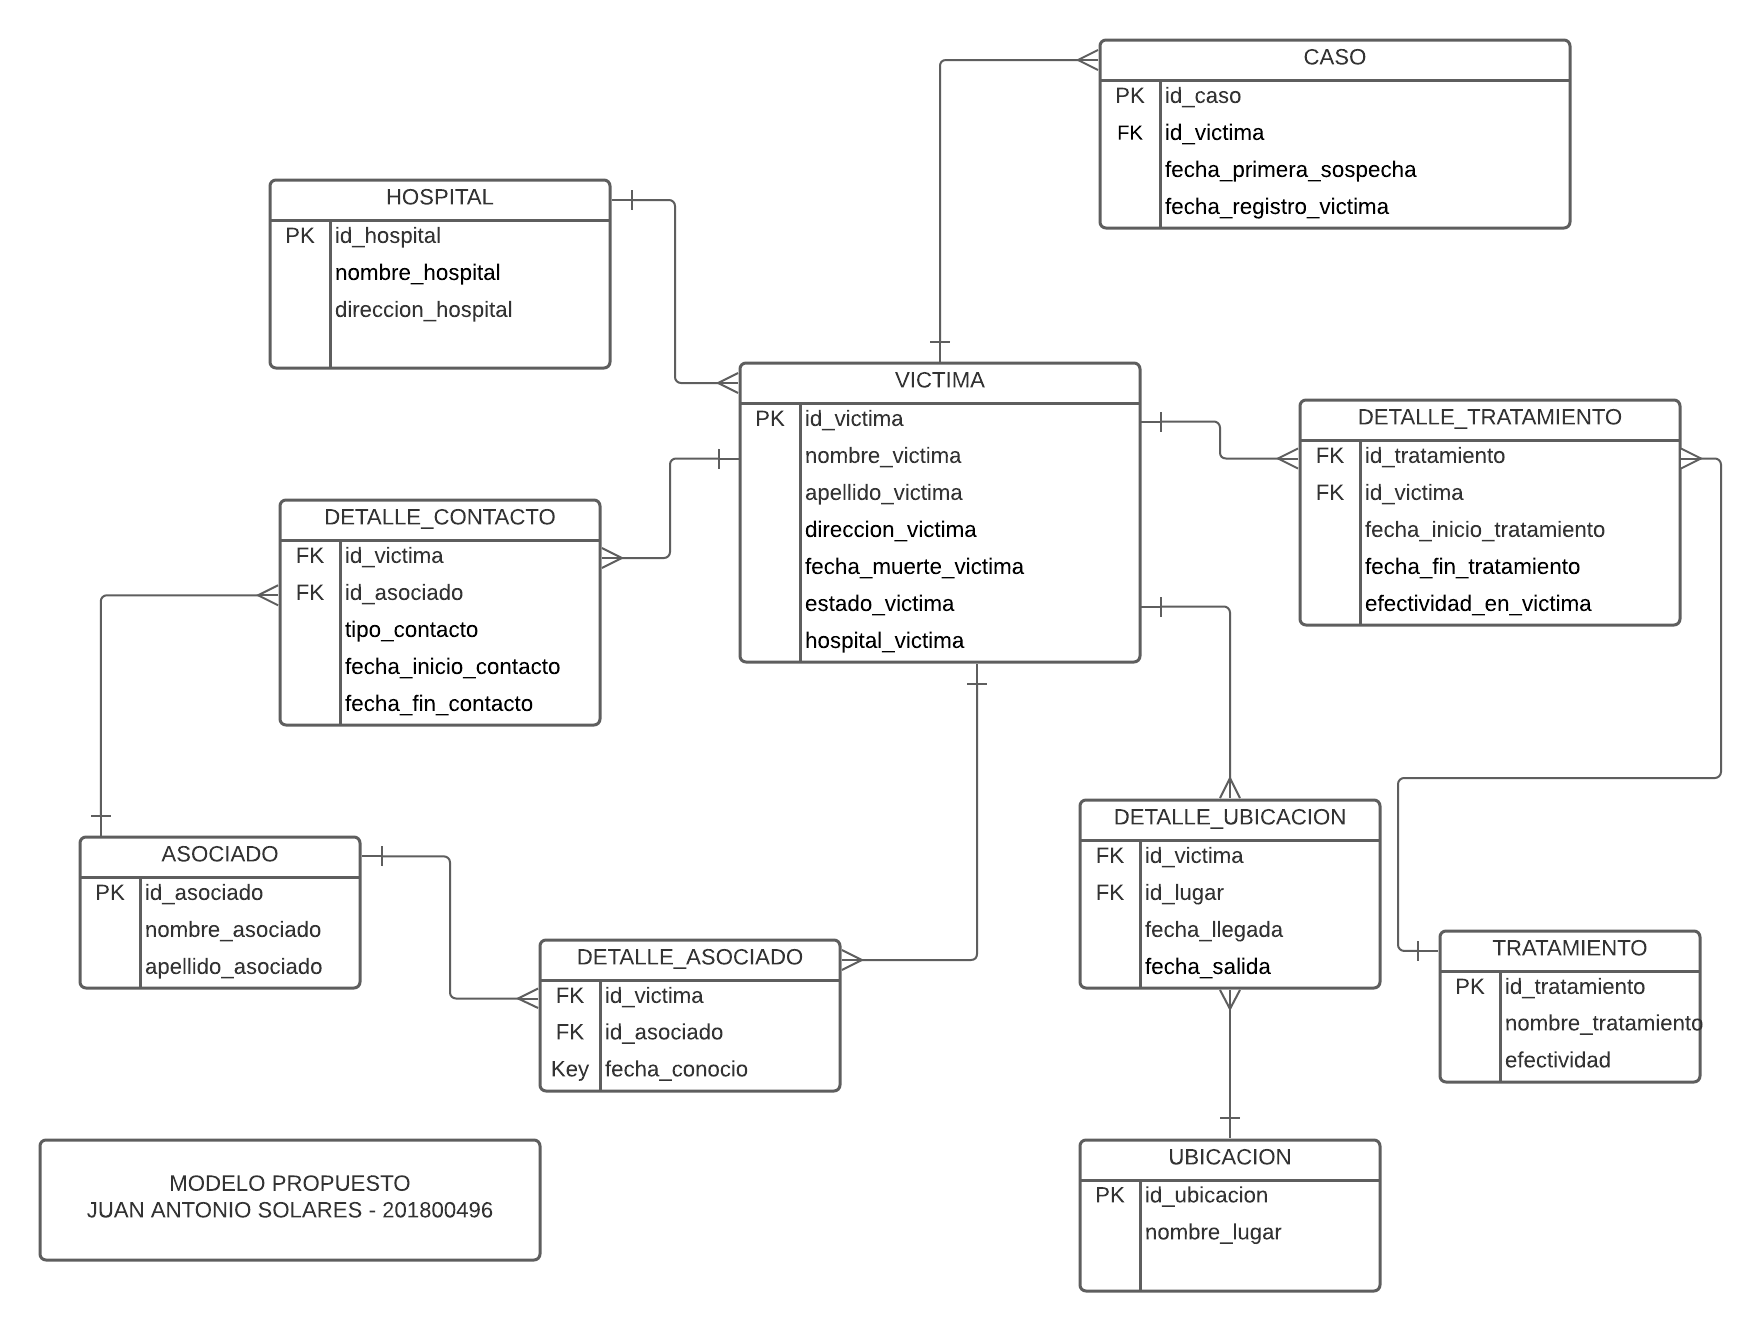 CASO
PK id_caso
FK id_victima
fecha_primera_sospecha
fecha_registro_victima
HOSPITAL
PK id_hospital
nombre_hospital
direccion_hospital
VICTIMA
PK id_victima
nombre_victima
apellido_victima
direccion_victima
fecha_muerte_victima
estado_victima
hospital_victima
DETALLE_TRATAMIENTO
FK id_tratamiento
FK id_victima
fecha_inicio_tratamiento
fecha_fin_tratamiento
efectividad_en_victima
DETALLE_CONTACTO
FK id_victima
FK id_asociado
tipo_contacto
fecha_inicio_contacto
fecha_fin_contacto
ASOCIADO
PK id_asociado
nombre_asociado
apellido_asociado
DETALLE_ASOCIADO
FK id_victima
FK id_asociado
Key fecha_conocio
DETALLE_UBICACION
FK id_victima
FK id_lugar
fecha_llegada
fecha_salida
TRATAMIENTO
PK id_tratamiento
nombre_tratamiento
efectividad
UBICACION
PK id_ubicacion
nombre_lugar
MODELO PROPUESTO
JUAN ANTONIO SOLARES - 201800496